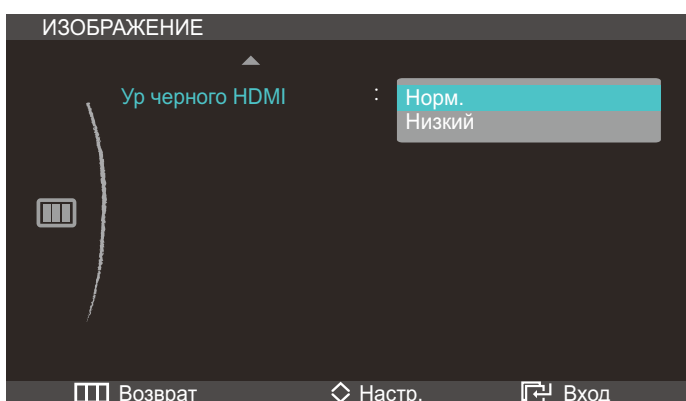 ИЗОБРАЖЕНИЕ
Ур черного HDMI : Норм.
Низкий
Возврат Настр. Вход